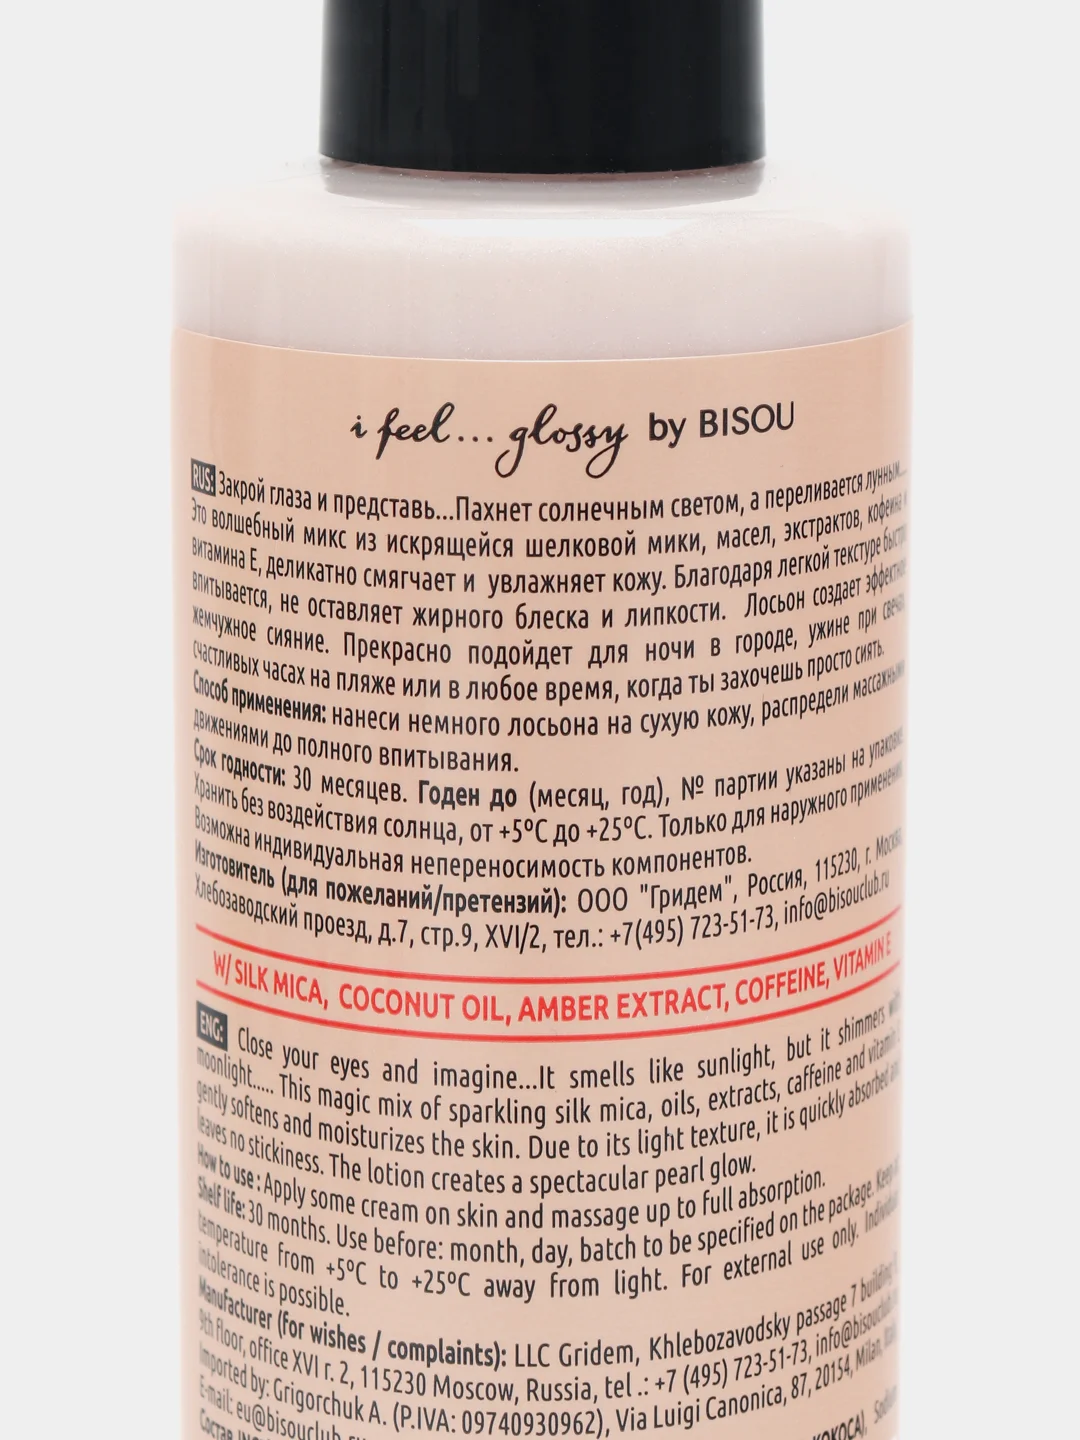 i feel... glossy by BISOU
RUS: Закрой глаза и представь...Пахнет солнечным светом, а переливается лунным....
Это волшебный микс из искрящейся шелковой мики, масел, экстрактов, кофеина и
витамина Е, деликатно смягчает и увлажняет кожу. Благодаря легкой текстуре быстро
впитывается, не оставляет жирного блеска и липкости. Лосьон создает эффектное
жемчужное сияние. Прекрасно подойдет для ночи в городе, ужине при свечах,
счастливых часах на пляже или в любое время, когда ты захочешь просто сиять.
Способ применения: нанеси немного лосьона на сухую кожу, распредели массажными
движениями до полного впитывания.
Срок годности: 30 месяцев. Годен до (месяц, год), № партии указаны на упаковке.
Хранить без воздействия солнца, от +5ºС до +25ºС. Только для наружного применения.
Возможна индивидуальная непереносимость компонентов.
Изготовитель (для пожеланий/претензий): ООО "Гридем", Россия, 115230, г. Москва,
Хлебозаводский проезд, д.7, стр.9, XVI/2, тел.: +7(495) 723-51-73, info@bisouclub.ru
W/ SILK MICA, COCONUT OIL, AMBER EXTRACT, COFFEINE, VITAMIN E
ENG: Close your eyes and imagine...It smells like sunlight, but it shimmers with
moonlight..... This magic mix of sparkling silk mica, oils, extracts, caffeine and vitamin E
gently softens and moisturizes the skin. Due to its light texture, it is quickly absorbed and
leaves no stickiness. The lotion creates a spectacular pearl glow.
How to use: Apply some cream on skin and massage up to full absorption.
Shelf life: 30 months. Use before: month, day, batch to be specified on the package. Keep at
temperature from +5ºC to +25ºC away from light. For external use only. Individual
intolerance is possible.
Manufacturer (for wishes / complaints): LLC Gridem, Khlebozavodsky passage 7 building
9th floor, office XVI r. 2, 115230 Moscow, Russia, tel .: +7 (495) 723-51-73, info@bisouclub.
Imported by: Grigorchuk A. (P.IVA: 09740930962), Via Luigi Canonica, 87, 20154, Milan, Italy
E-mail: eu@bisouclub.
Состав КОКОСА), Sodium